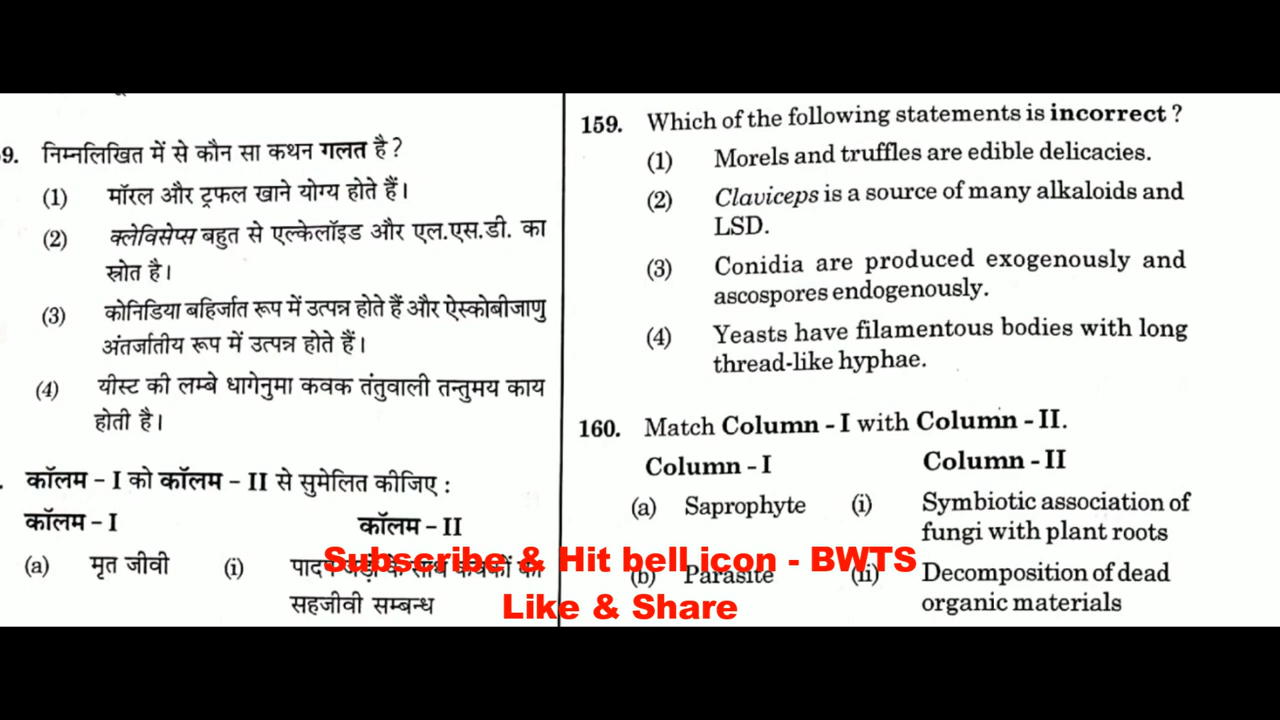 9. निम्नलिखित में से कौन सा कथन गलत है ?
(1) मॉरल और ट्रफल खाने योग्य होते हैं।
(2) क्लेविसेप्स बहुत से एल्केलॉइड और एल.एस.डी. का
स्रोत है।
(3) कोनिडिया बहिर्जात रूप में उत्पन्न होते हैं और ऐस्कोबीजाणु
अंतर्जातीय रूप में उत्पन्न होते हैं।
(4) यीस्ट की लम्बे धागेनुमा कवक तंतुवाली तन्तुमय काय
होती है।
कॉलम - I को कॉलम - II से सुमेलित कीजिए :
कॉलम - I कॉलम - II
(a) मृत जीवी (i) पादप जड़ों के साथ कवकों का
सहजीवी सम्बन्ध
159. Which of the following statements is incorrect ?
(1) Morels and truffles are edible delicacies.
(2) Claviceps is a source of many alkaloids and
LSD.
(3) Conidia are produced exogenously and
ascospores endogenously.
(4) Yeasts have filamentous bodies with long
thread-like hyphae.
160. Match Column - I with Column - II.
Column - I Column - II
(a) Saprophyte (i) Symbiotic association of
fungi with plant roots
(b) Parasite (ii) Decomposition of dead
organic materials
Subscribe & Hit bell icon - BWTS
Like & Share